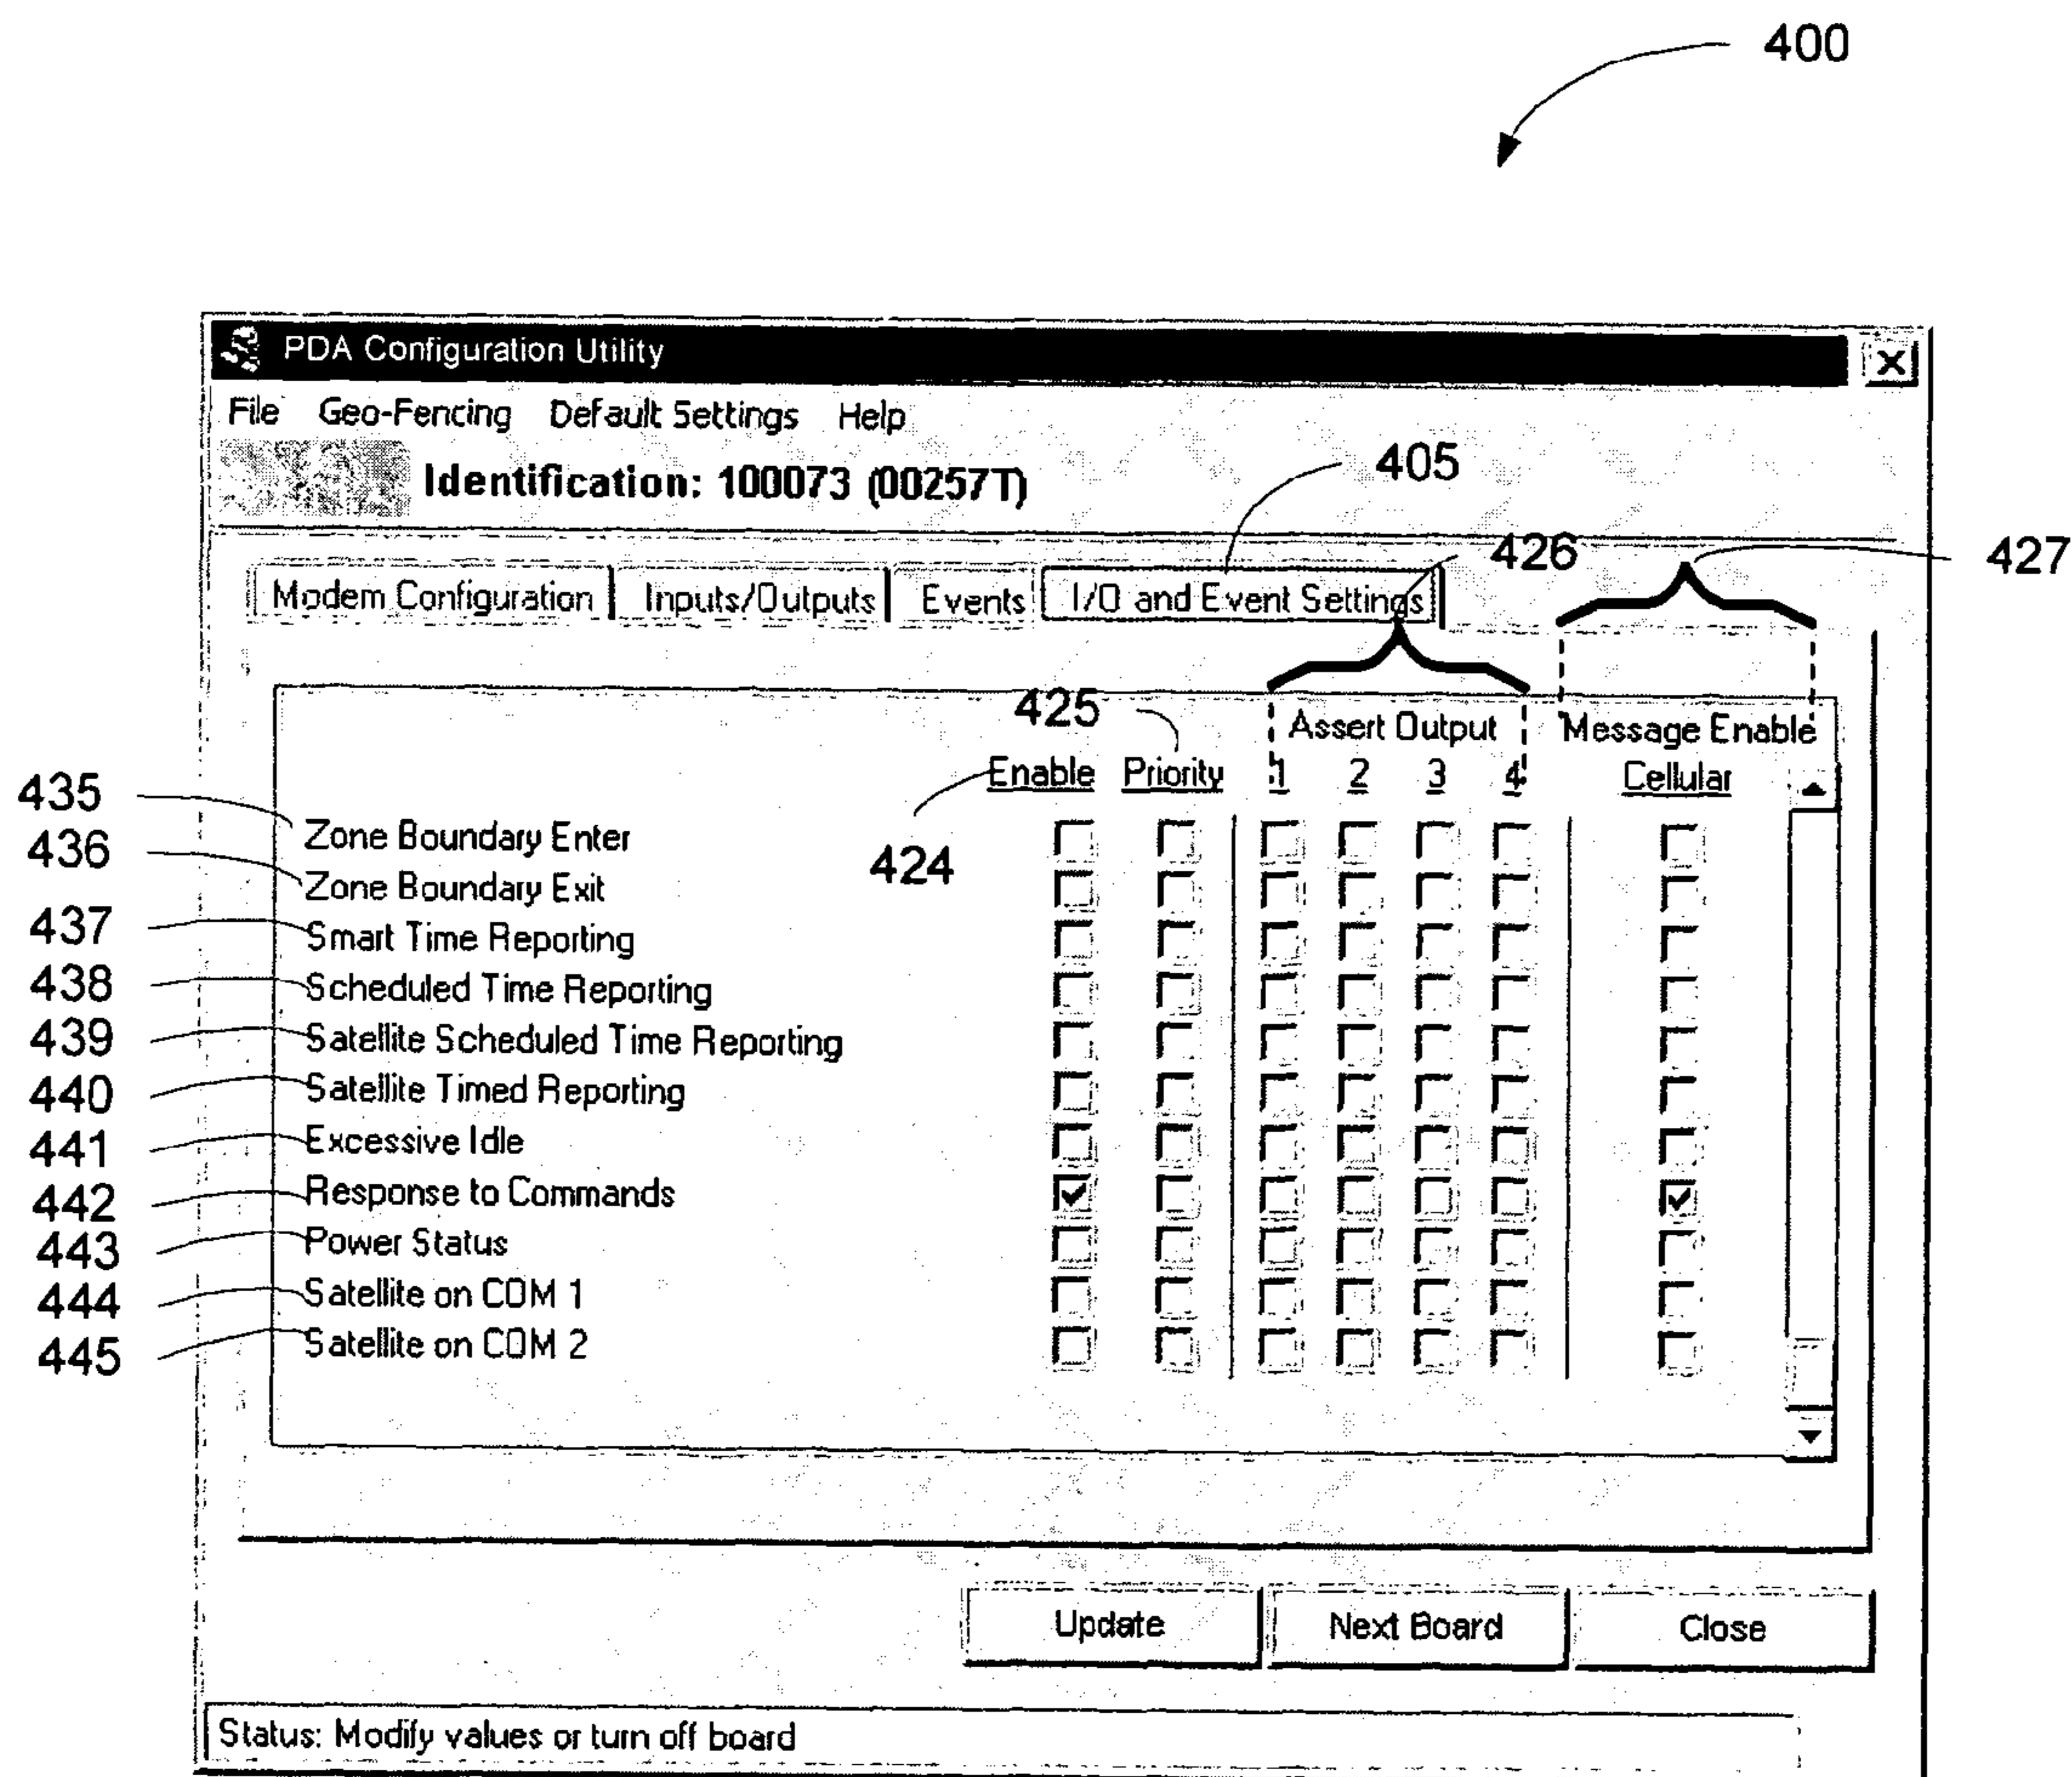 400
PDA Configuration Utility
File Geo-Fencing Default Settings Help
Identification: 100073 (00257T)
405
426
427
Modem Configuration Inputs/Outputs Events I/O and Event Settings
425
Assert Output Message Enable
Enable Priority 1 2 3 4 Cellular
424
435 Zone Boundary Enter
436 Zone Boundary Exit
437 Smart Time Reporting
438 Scheduled Time Reporting
439 Satellite Scheduled Time Reporting
440 Satellite Timed Reporting
441 Excessive Idle
442 Response to Commands
443 Power Status
444 Satellite on COM 1
445 Satellite on COM 2
Update Next Board Close
Status: Modify values or turn off board